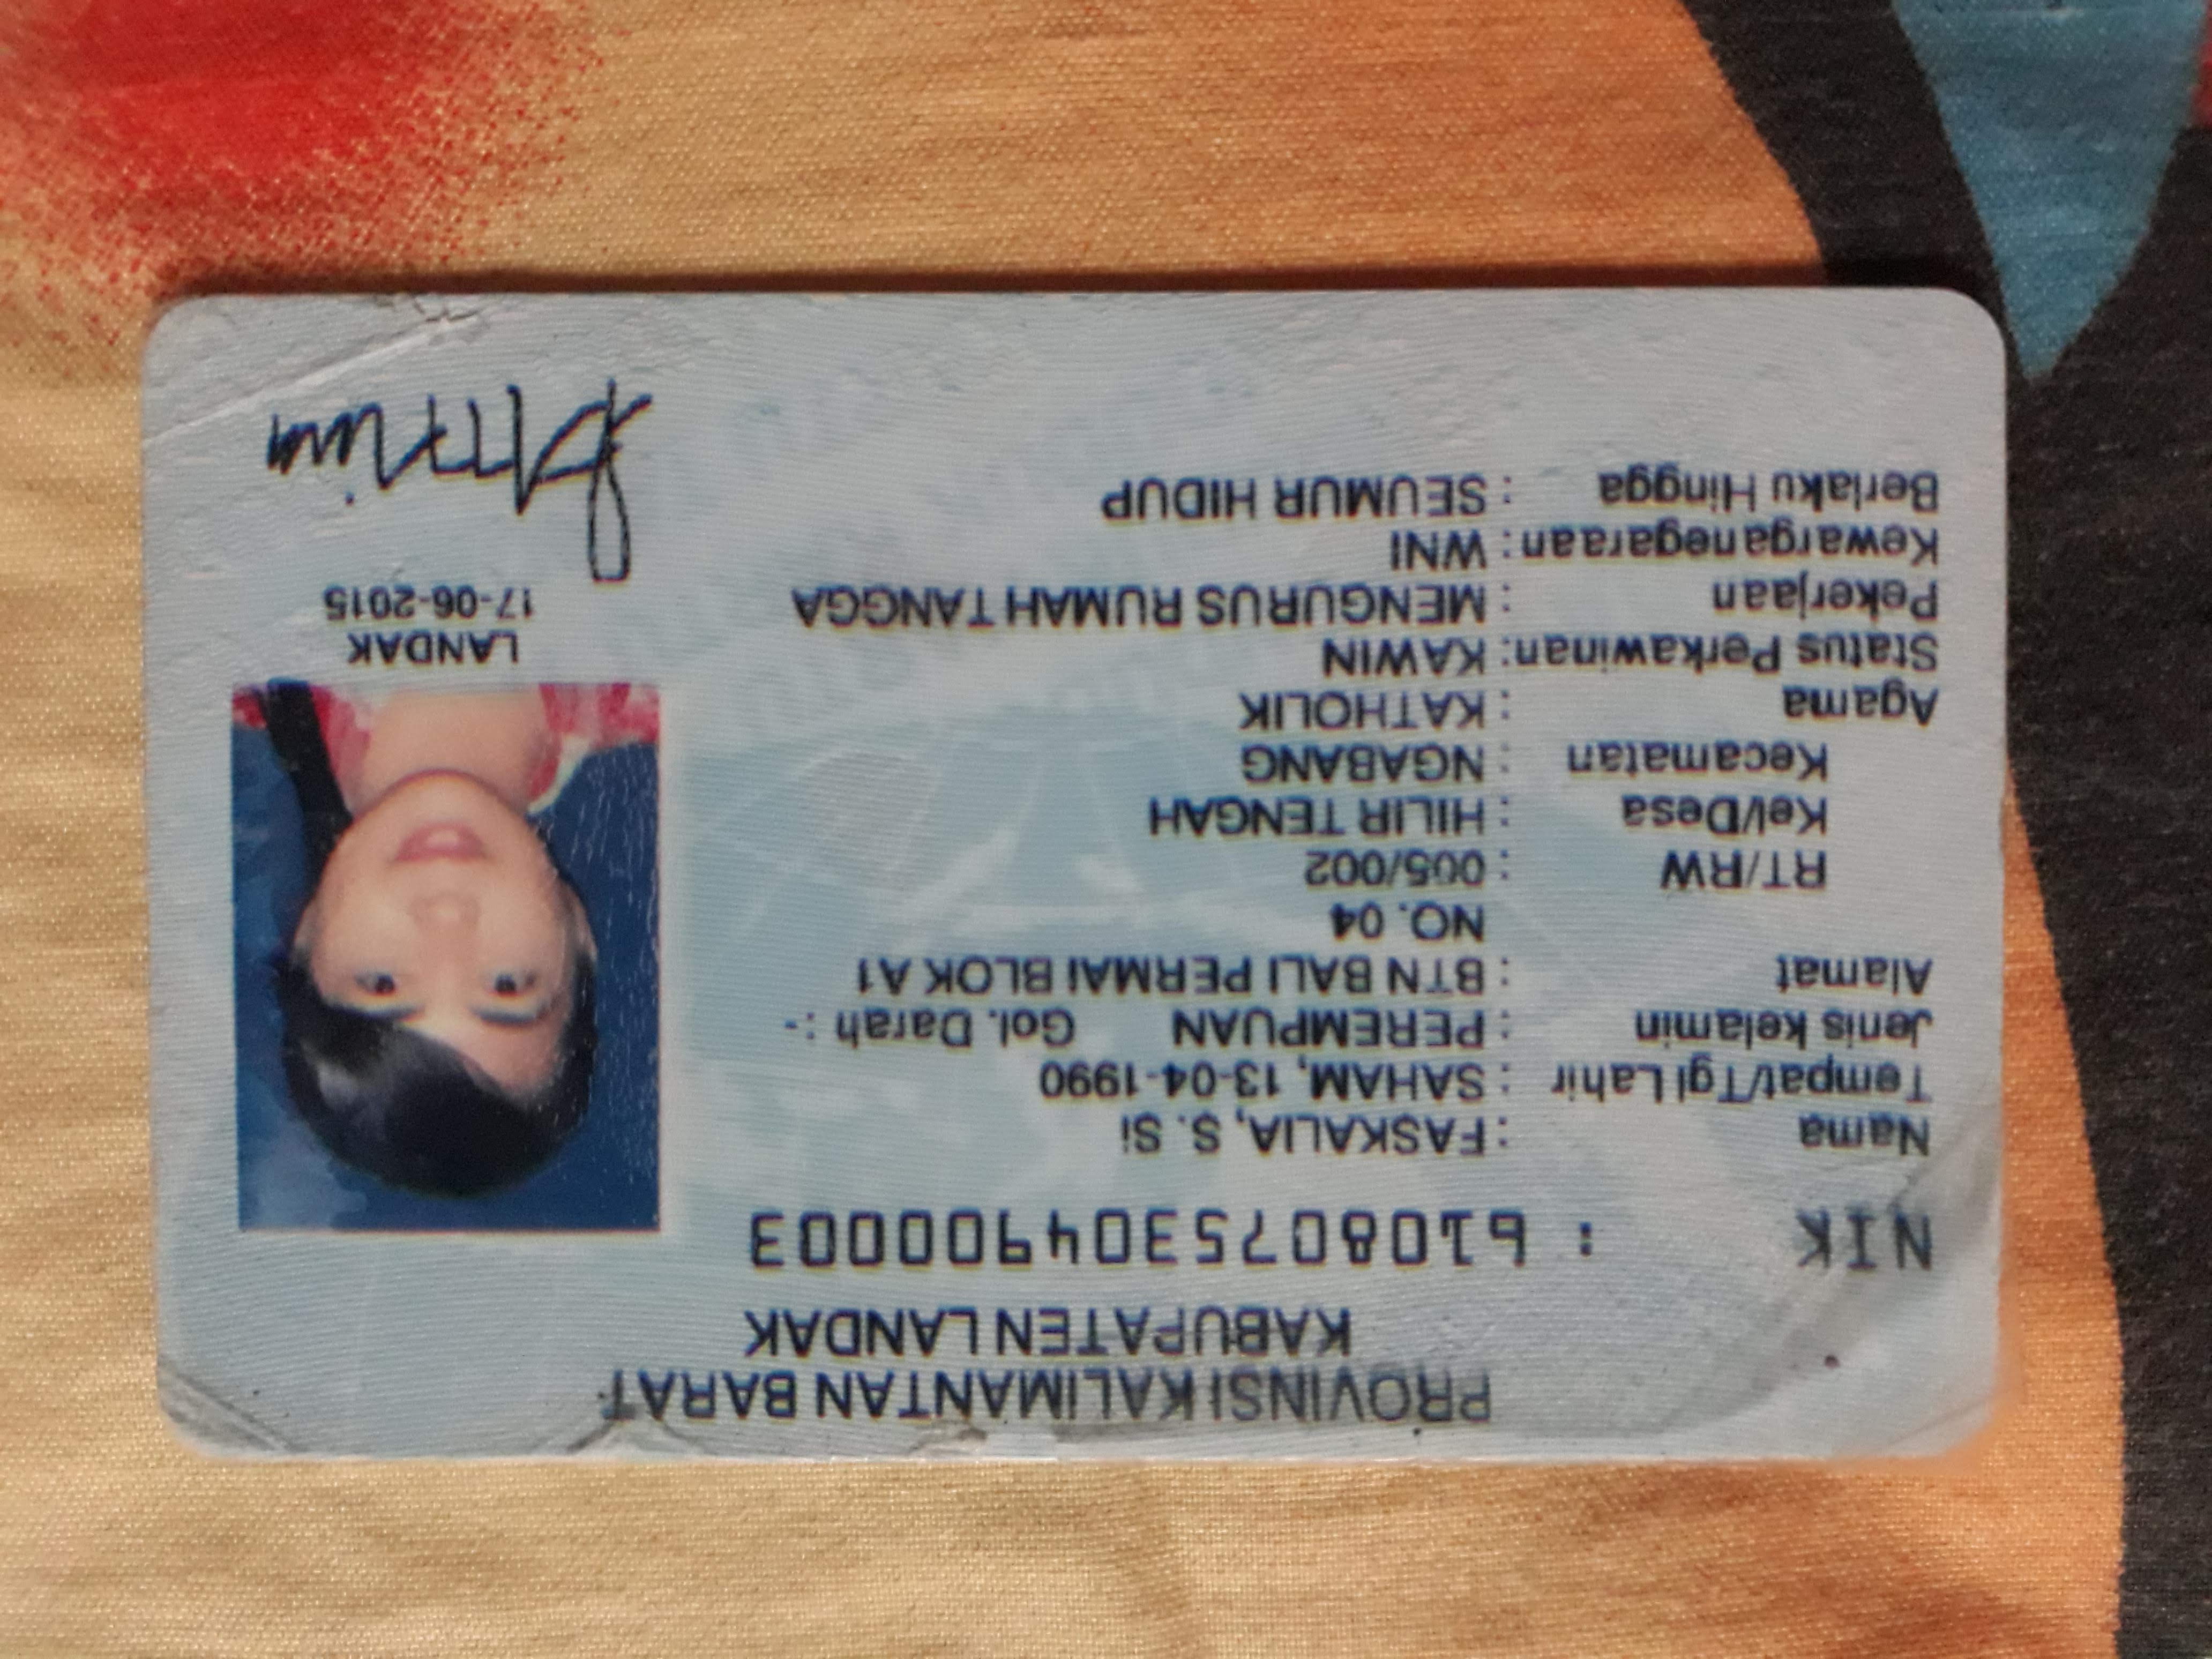 PROVINSI KALIMANTAN BARAT
KABUPATEN LANDAK
NIK : 6108075304900003
Nama : FASKALIA, S. Si
Tempat/Tgl Lahir : SAHAM, 13-04-1990
Jenis kelamin : PEREMPUAN Gol. Darah : -
Alamat : BTN BALI PERMAI BLOK A1
NO. 04
RT/RW : 005/002
Kel/Desa : HILIR TENGAH
Kecamatan : NGABANG
Agama : KATHOLIK
Status Perkawinan: KAWIN
Pekerjaan : MENGURUS RUMAH TANGGA
Kewarganegaraan: WNI
Berlaku Hingga : SEUMUR HIDUP
LANDAK
17-06-2015